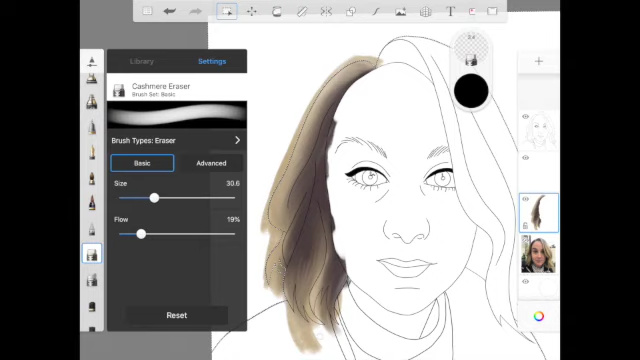 Library Settings
Cashmere Eraser
Brush Set: Basic
Brush Types: Eraser
Basic Advanced
Size 30.6
Flow 19%
Reset
T